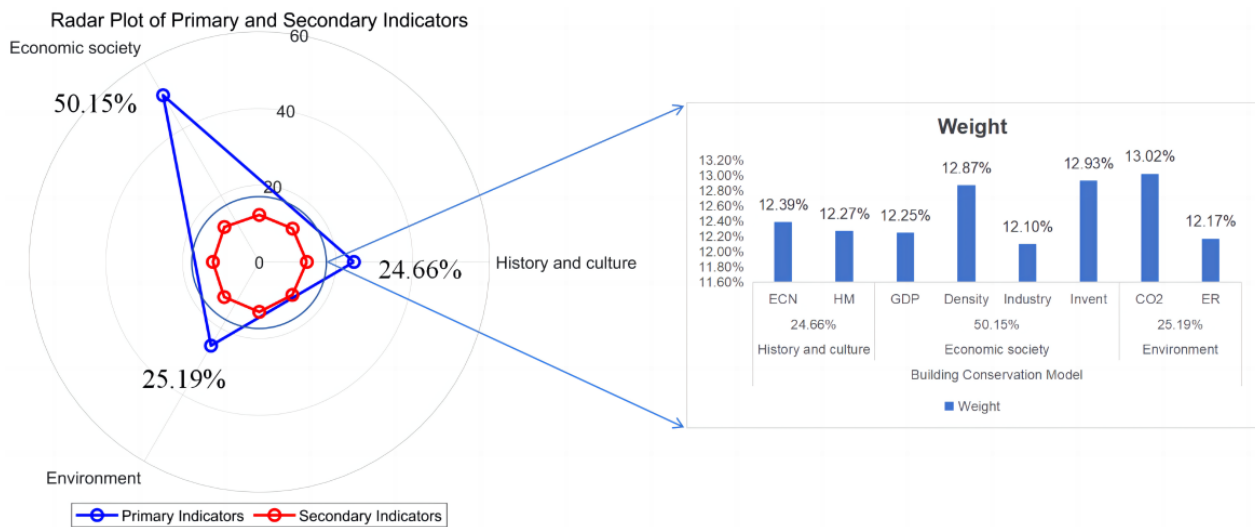 Radar Plot of Primary and Secondary Indicators
Economic society
60
50.15%
40
20
0
24.66%
History and culture
25.19%
Environment
Primary Indicators Secondary Indicators
Weight
13.20%
13.00%
12.80%
12.60%
12.40%
12.20%
12.00%
11.80%
11.60%
12.39% 12.27% 12.25% 12.87% 12.10% 12.93% 13.02% 12.17%
ECN HM GDP Density Industry Invent CO2 ER
24.66% 50.15% 25.19%
History and culture Economic society Environment
Building Conservation Model
Weight